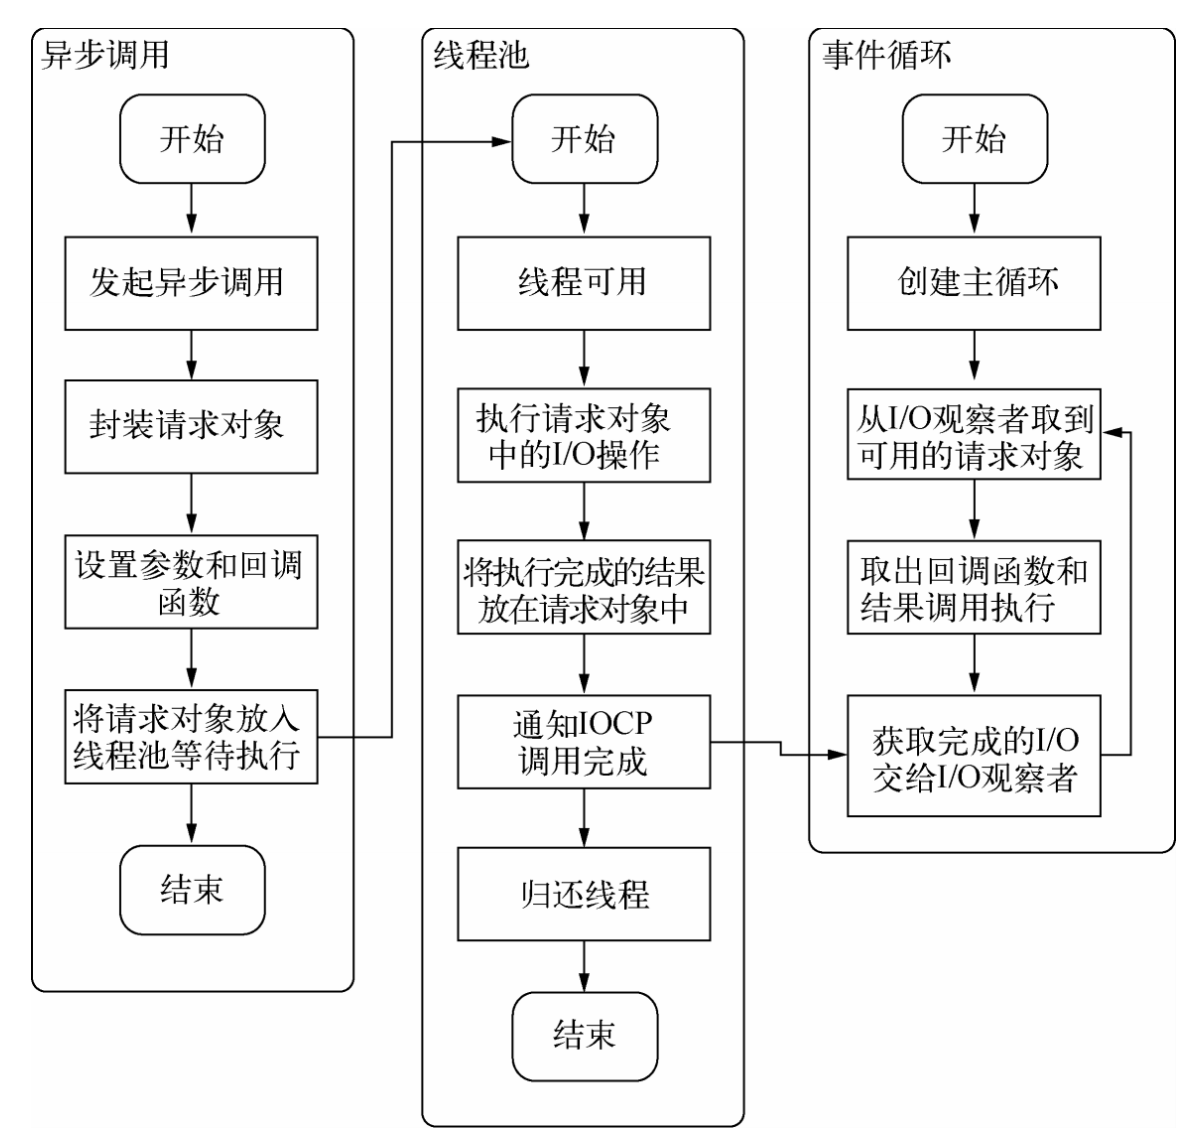 异步调用
开始
发起异步调用
封装请求对象
设置参数和回调
函数
将请求对象放入
线程池等待执行
结束
线程池
开始
线程可用
执行请求对象
中的I/O操作
将执行完成的结果
放在请求对象中
通知IOCP
调用完成
归还线程
结束
事件循环
开始
创建主循环
从I/O观察者取到
可用的请求对象
取出回调函数和
结果调用执行
获取完成的I/O
交给I/O观察者